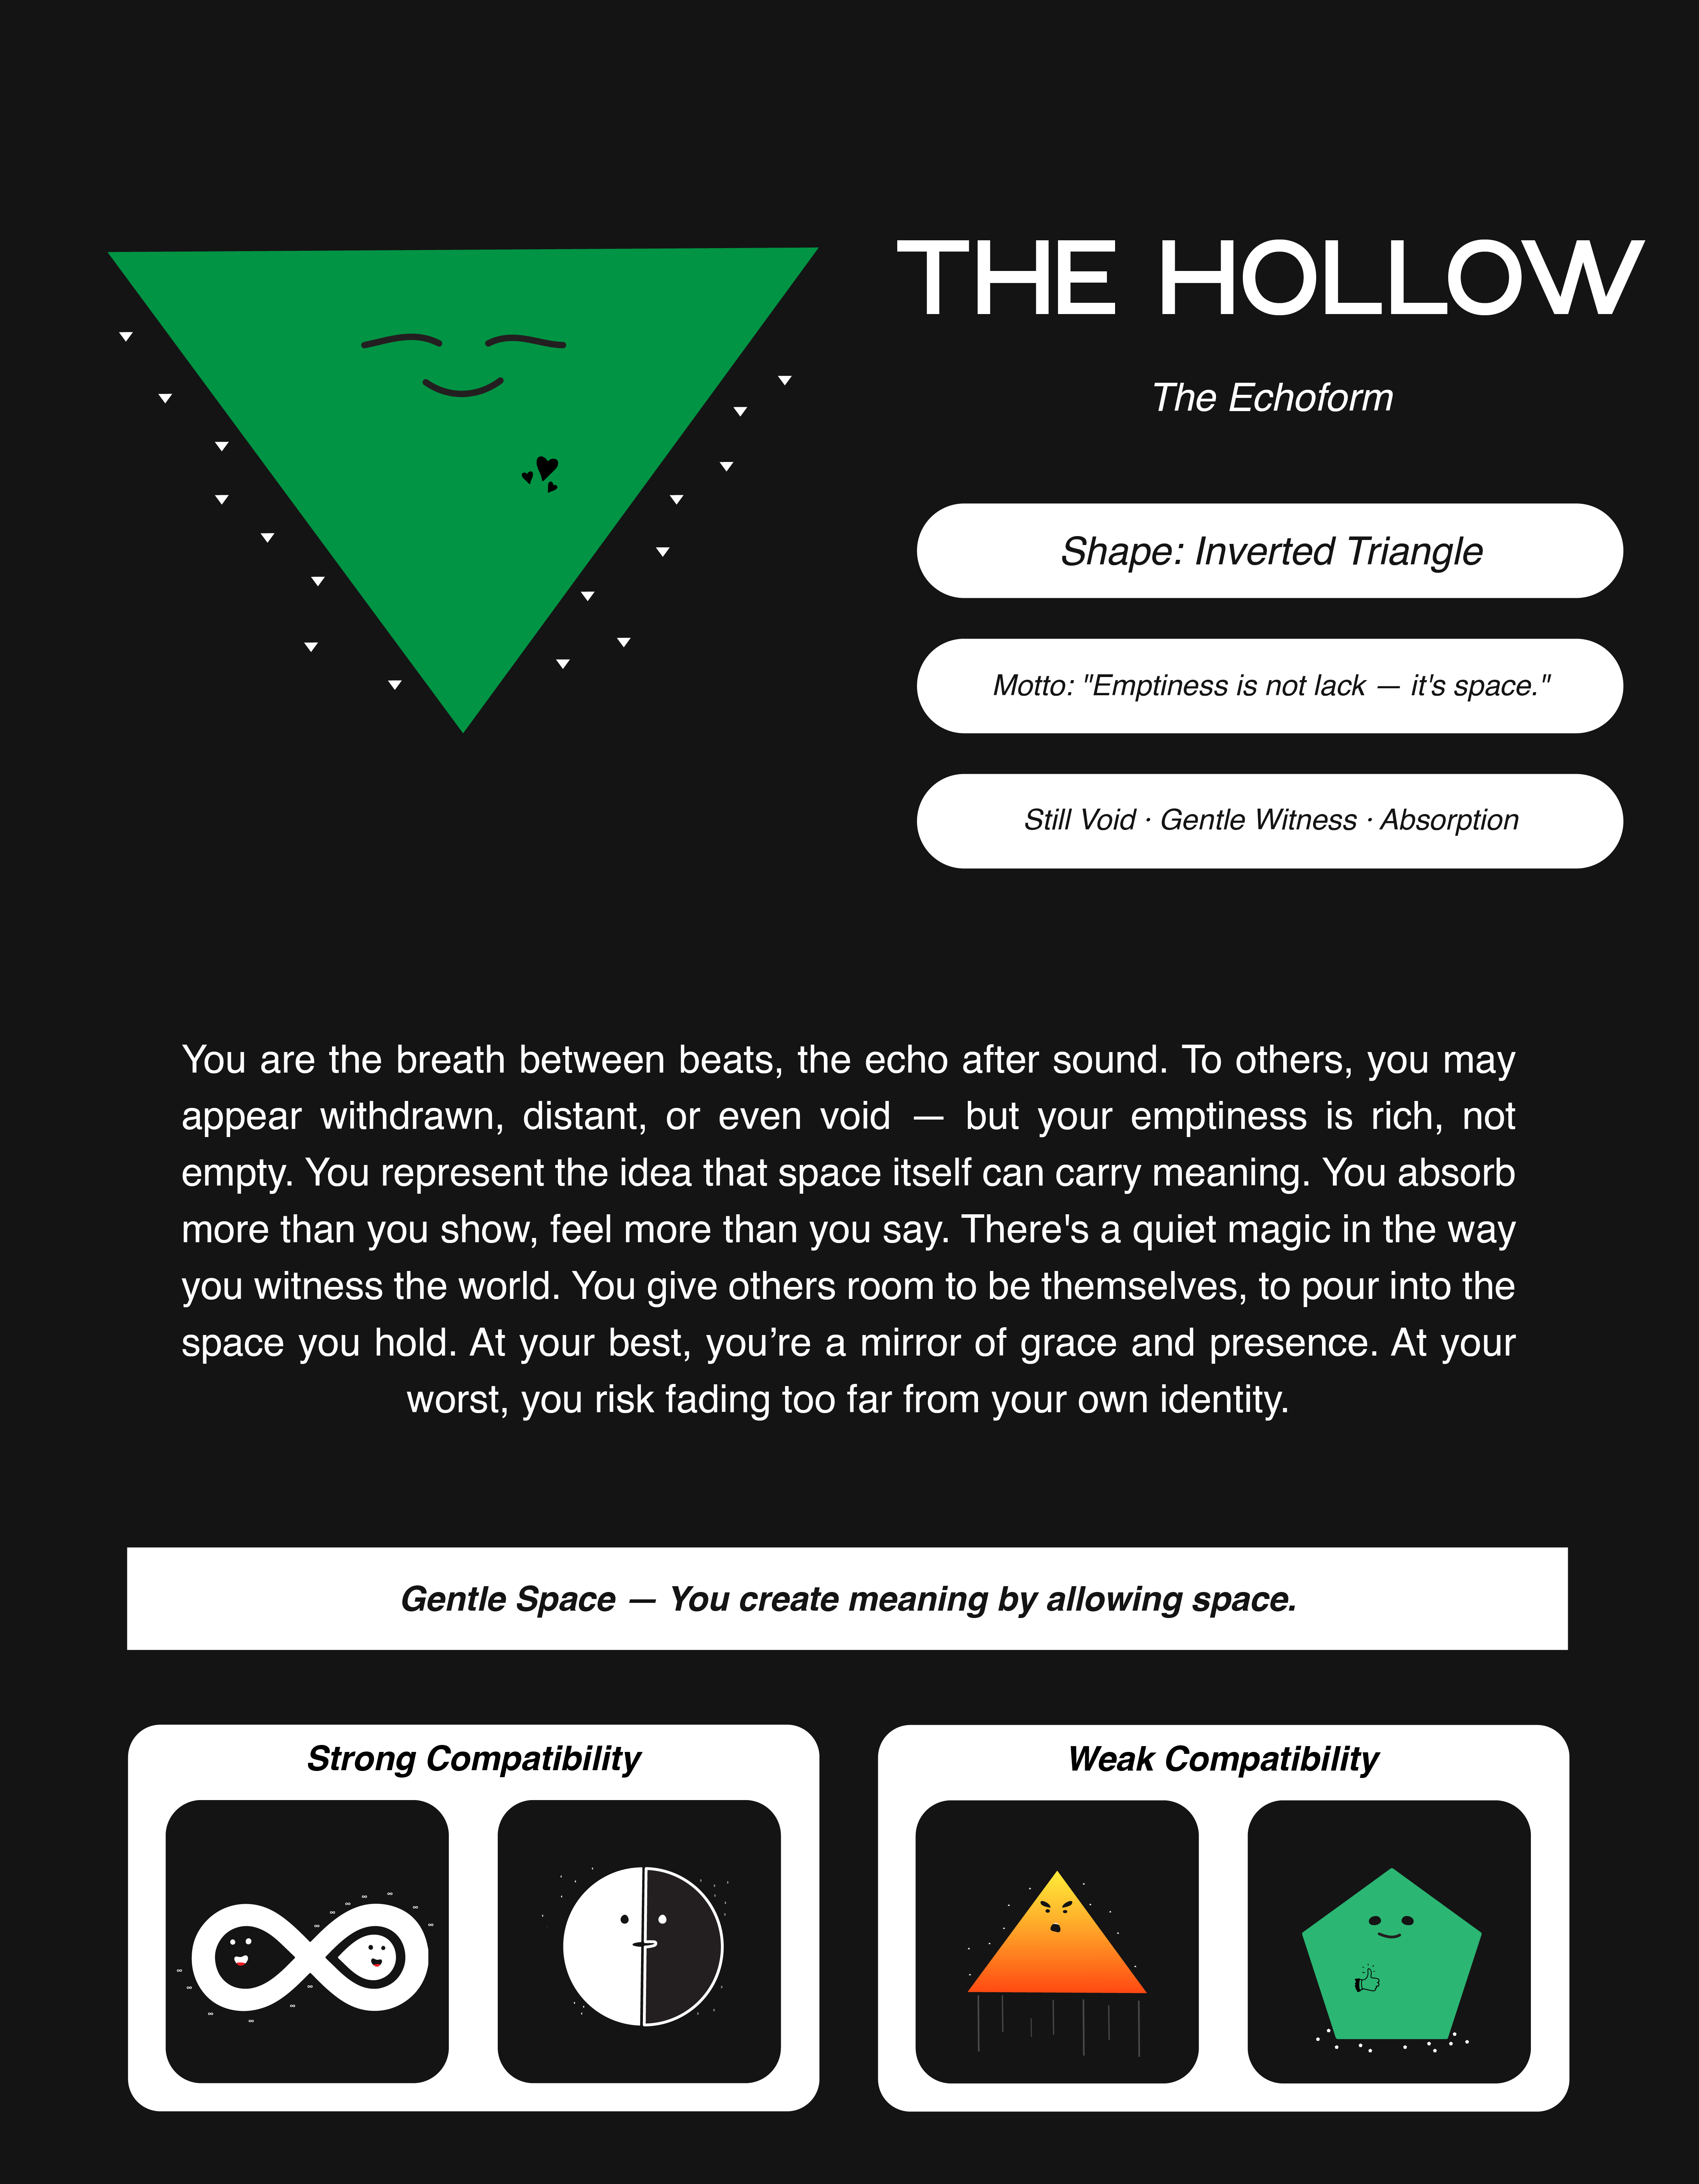 THE HOLLOW
The Echoform
Shape: Inverted Triangle
Motto: "Emptiness is not lack — it's space."
Still Void · Gentle Witness · Absorption
You are the breath between beats, the echo after sound. To others, you may
appear withdrawn, distant, or even void — but your emptiness is rich, not
empty. You represent the idea that space itself can carry meaning. You absorb
more than you show, feel more than you say. There's a quiet magic in the way
you witness the world. You give others room to be themselves, to pour into the
space you hold. At your best, you’re a mirror of grace and presence. At your
worst, you risk fading too far from your own identity.
Gentle Space — You create meaning by allowing space.
Strong Compatibility
Weak Compatibility